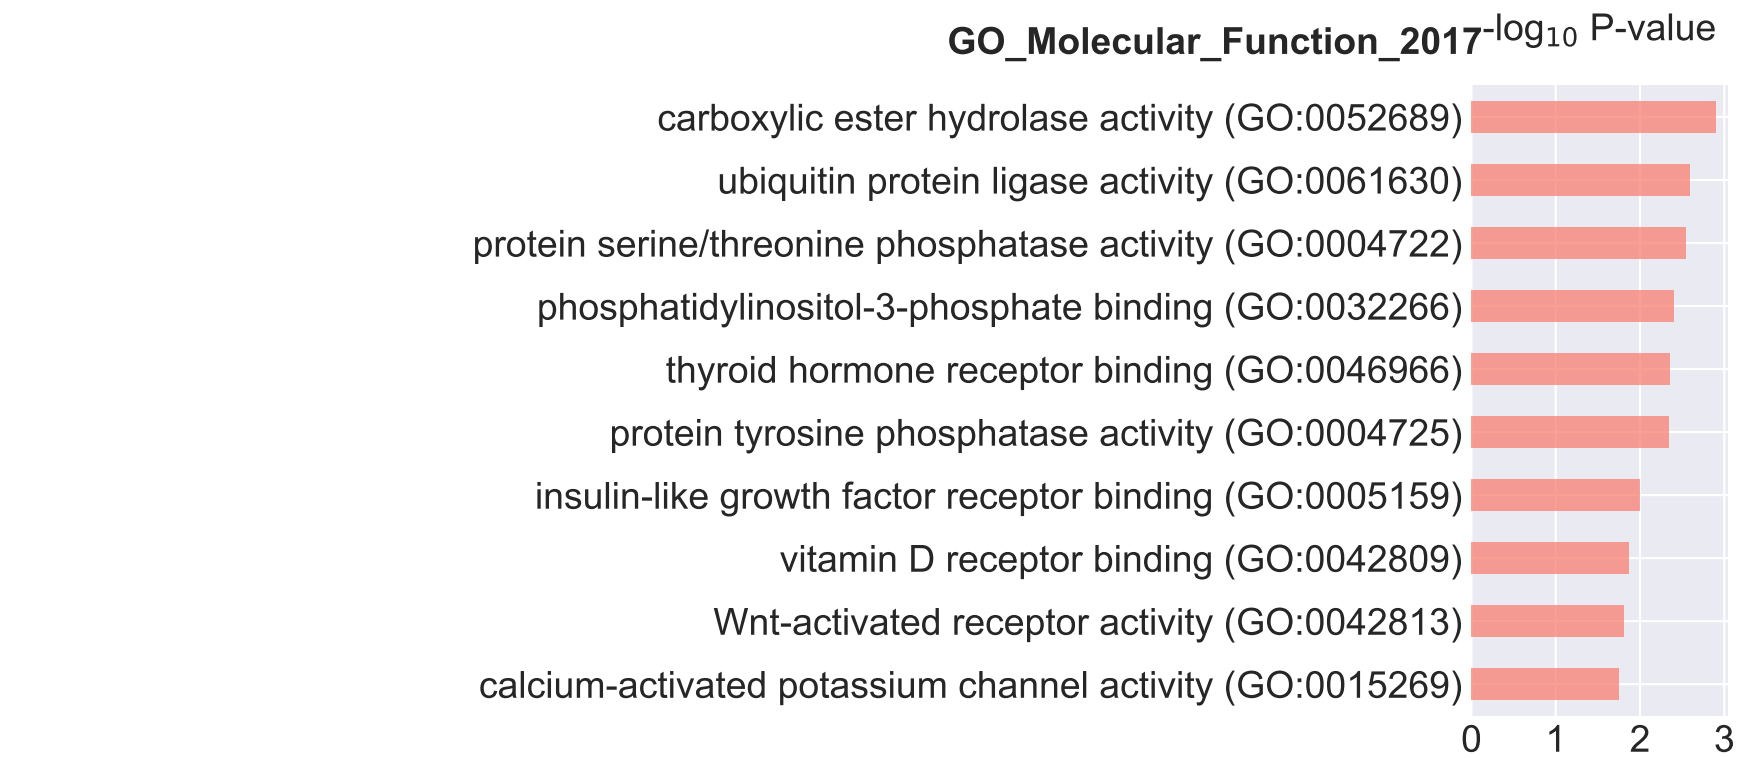 GO_Molecular_Function_2017
-log₁₀ P-value
carboxylic ester hydrolase activity (GO:0052689)
ubiquitin protein ligase activity (GO:0061630)
protein serine/threonine phosphatase activity (GO:0004722)
phosphatidylinositol-3-phosphate binding (GO:0032266)
thyroid hormone receptor binding (GO:0046966)
protein tyrosine phosphatase activity (GO:0004725)
insulin-like growth factor receptor binding (GO:0005159)
vitamin D receptor binding (GO:0042809)
Wnt-activated receptor activity (GO:0042813)
calcium-activated potassium channel activity (GO:0015269)
0 1 2 3